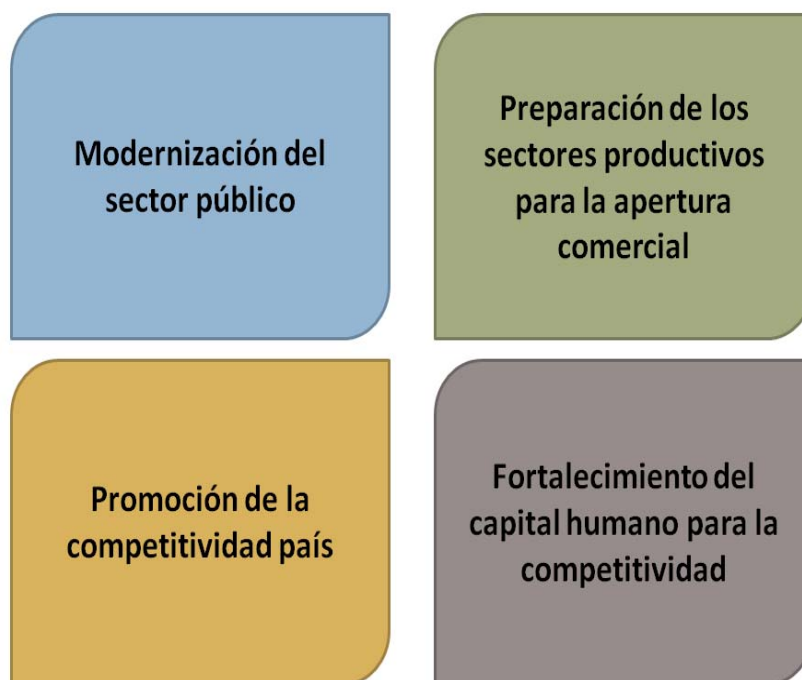 Modernización del
sector público
Preparación de los
sectores productivos
para la apertura
comercial
Promoción de la
competitividad país
Fortalecimiento del
capital humano para la
competitividad